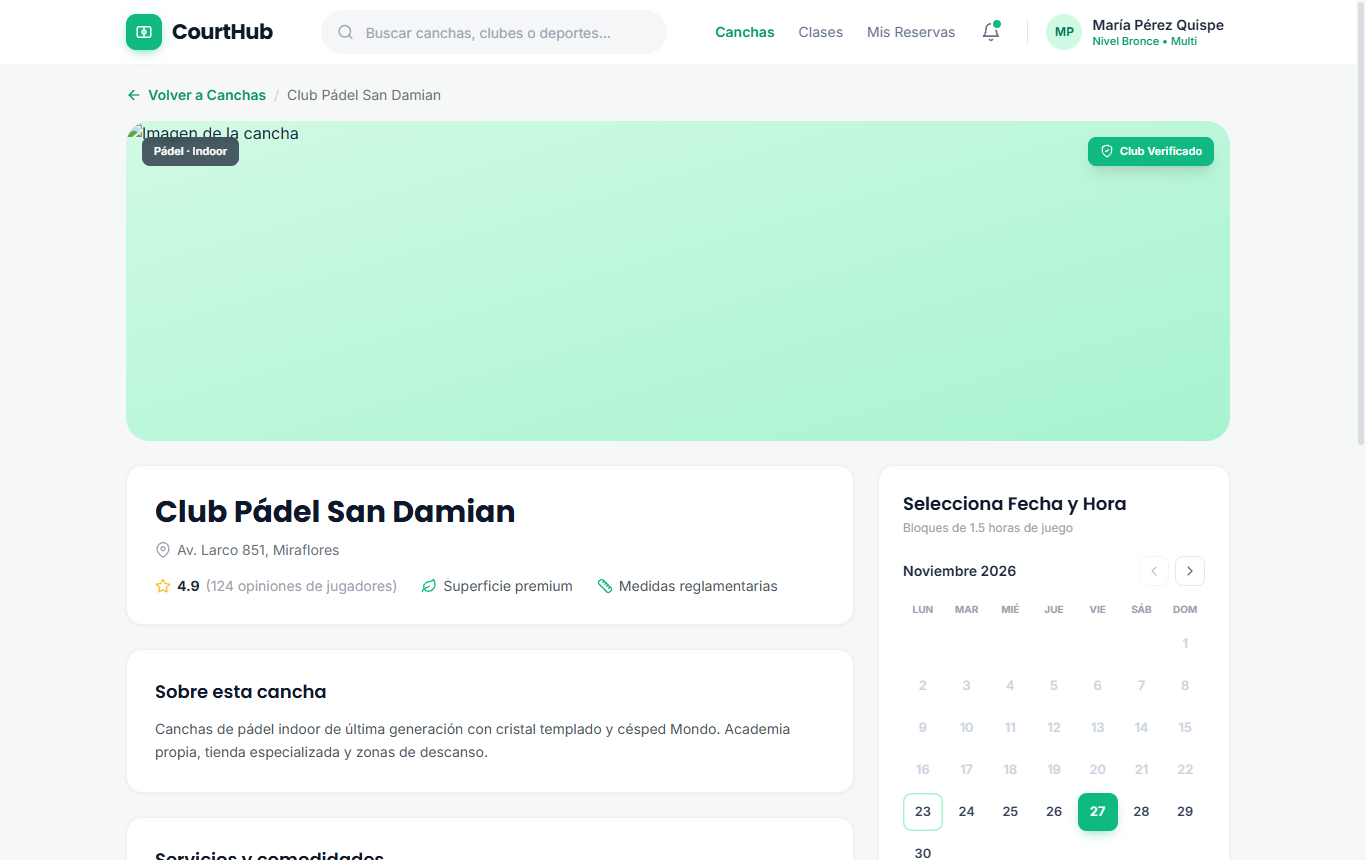 CourtHub
Buscar canchas, clubes o deportes...
Canchas
Clases
Mis Reservas
MP
María Pérez Quispe
Nivel Bronce • Multi
Volver a Canchas / Club Pádel San Damian
Imagen de la cancha
Pádel · Indoor
Club Verificado
Club Pádel San Damian
Av. Larco 851, Miraflores
4.9 (124 opiniones de jugadores)
Superficie premium
Medidas reglamentarias
Sobre esta cancha
Canchas de pádel indoor de última generación con cristal templado y césped Mondo. Academia
propia, tienda especializada y zonas de descanso.
Servicios y comodidades
Selecciona Fecha y Hora
Bloques de 1.5 horas de juego
Noviembre 2026
LUN MAR MIÉ JUE VIE SÁB DOM
1
2 3 4 5 6 7 8
9 10 11 12 13 14 15
16 17 18 19 20 21 22
23 24 25 26 27 28 29
30